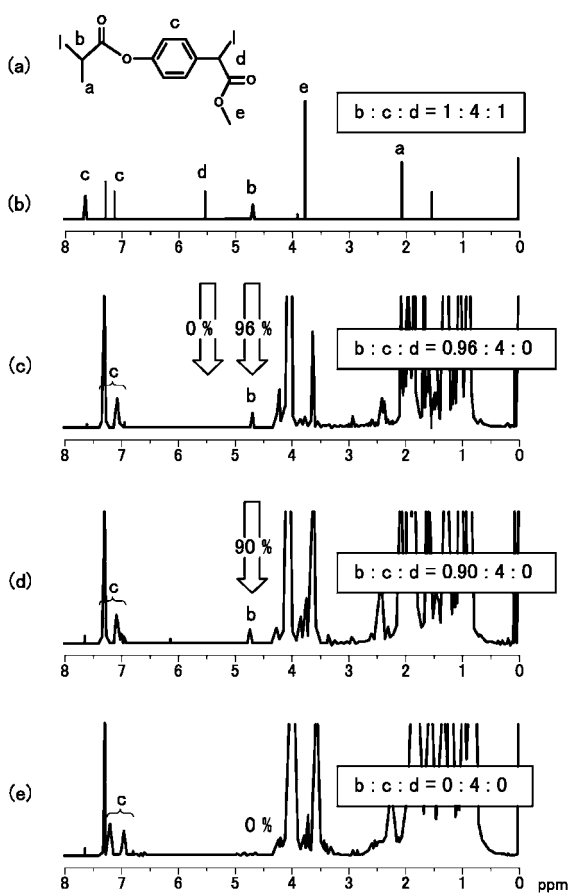 (a)
I b O c
a O I
d O
O e
(b)
c c d b e a
b : c : d = 1 : 4 : 1
8 7 6 5 4 3 2 1 0
(c)
0 % 96 %
b : c : d = 0.96 : 4 : 0
c b
8 7 6 5 4 3 2 1 0
(d)
90 %
b : c : d = 0.90 : 4 : 0
c b
8 7 6 5 4 3 2 1 0
(e)
b : c : d = 0 : 4 : 0
c 0 %
8 7 6 5 4 3 2 1 0 ppm